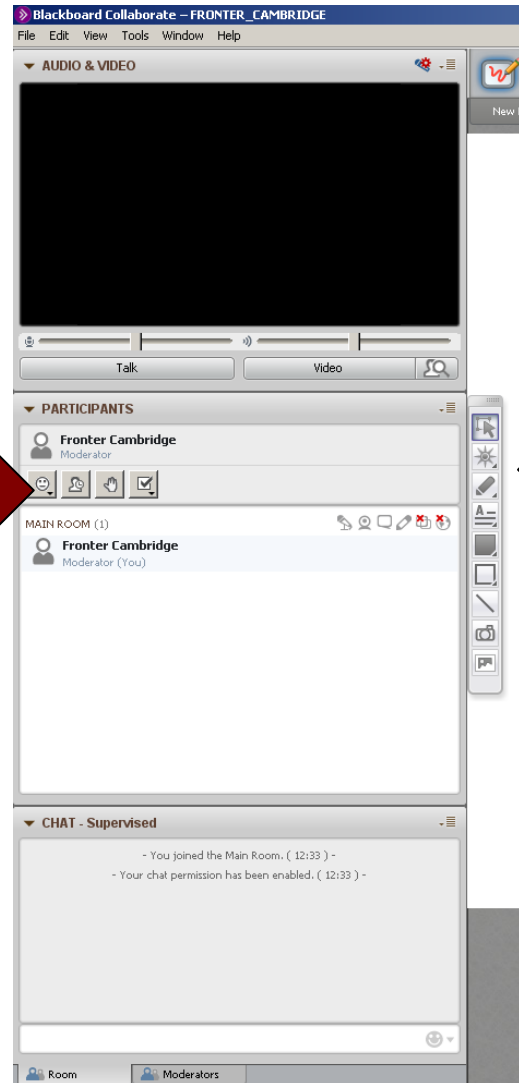 Blackboard Collaborate – FRONTER_CAMBRIDGE
File Edit View Tools Window Help
AUDIO & VIDEO
New
Talk Video
PARTICIPANTS
Fronter Cambridge
Moderator
MAIN ROOM (1)
Fronter Cambridge
Moderator (You)
A
CHAT - Supervised
- You joined the Main Room. ( 12:33 ) -
- Your chat permission has been enabled. ( 12:33 ) -
Room Moderators